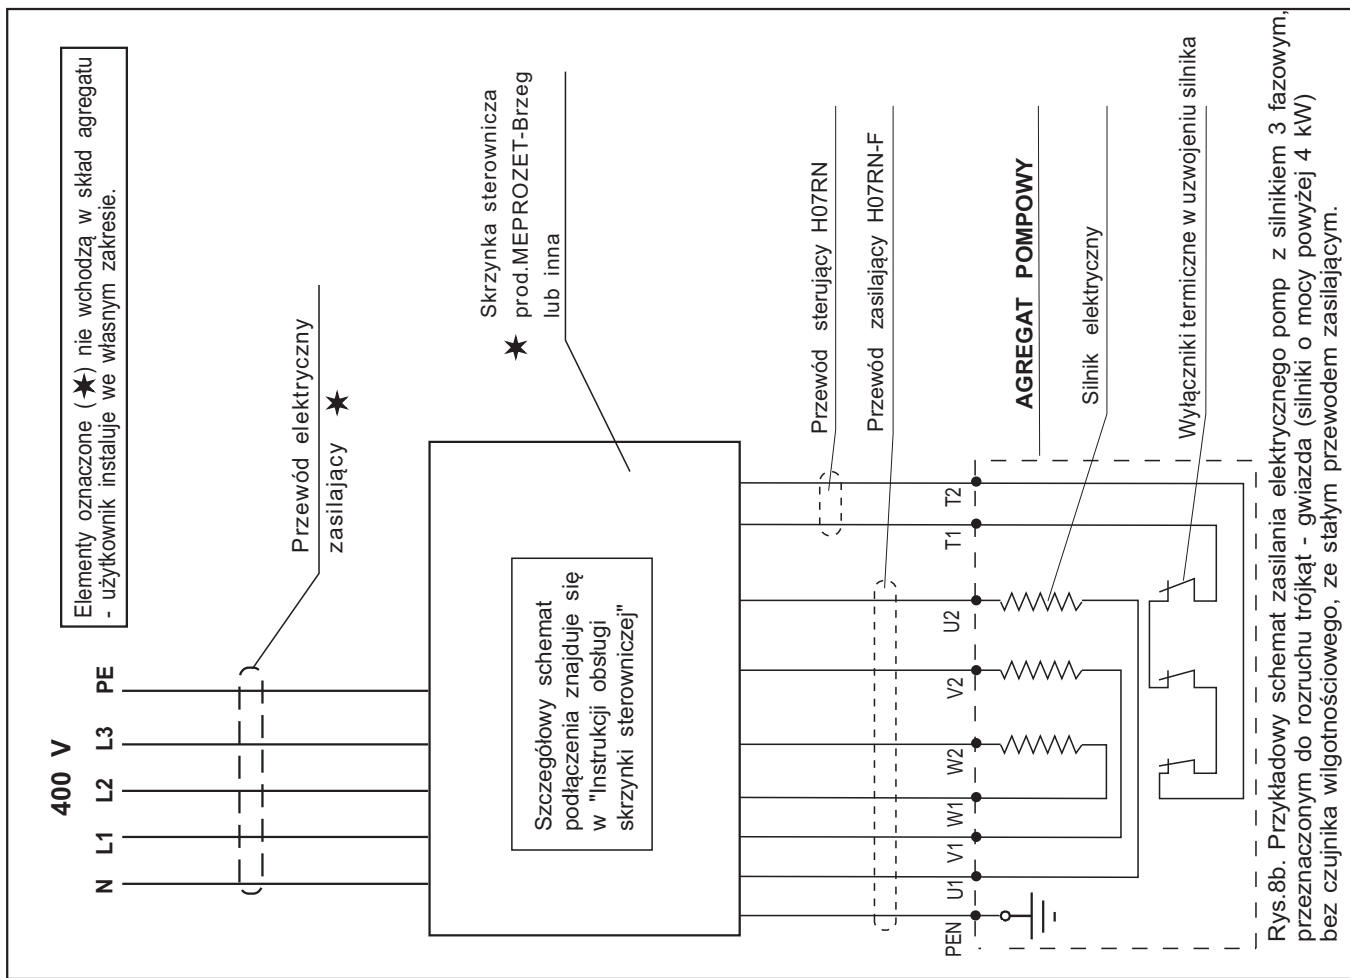 Elementy oznaczone (★) nie wchodzą w skład agregatu
- użytkownik instaluje we własnym zakresie.
400 V
N
L1
L2
L3
PE
Przewód elektryczny
zasilający ★
Skrzynka sterownicza
★ prod.MEPROZET-Brzeg
lub inna
Szczegółowy schemat
podłączenia znajduje się
w "Instrukcji obsługi
skrzynki sterowniczej"
Przewód sterujący H07RN
Przewód zasilający H07RN-F
PEN
U1
V1
W1
W2
V2
U2
T1
T2
AGREGAT POMPOWY
Silnik elektryczny
Wyłączniki termiczne w uzwojeniu silnika
Rys.8b. Przykładowy schemat zasilania elektrycznego pomp z silnikiem 3 fazowym,
przeznaczonym do rozruchu trójkąt - gwiazda (silniki o mocy powyżej 4 kW)
bez czujnika wilgotnościowego, ze stałym przewodem zasilającym.